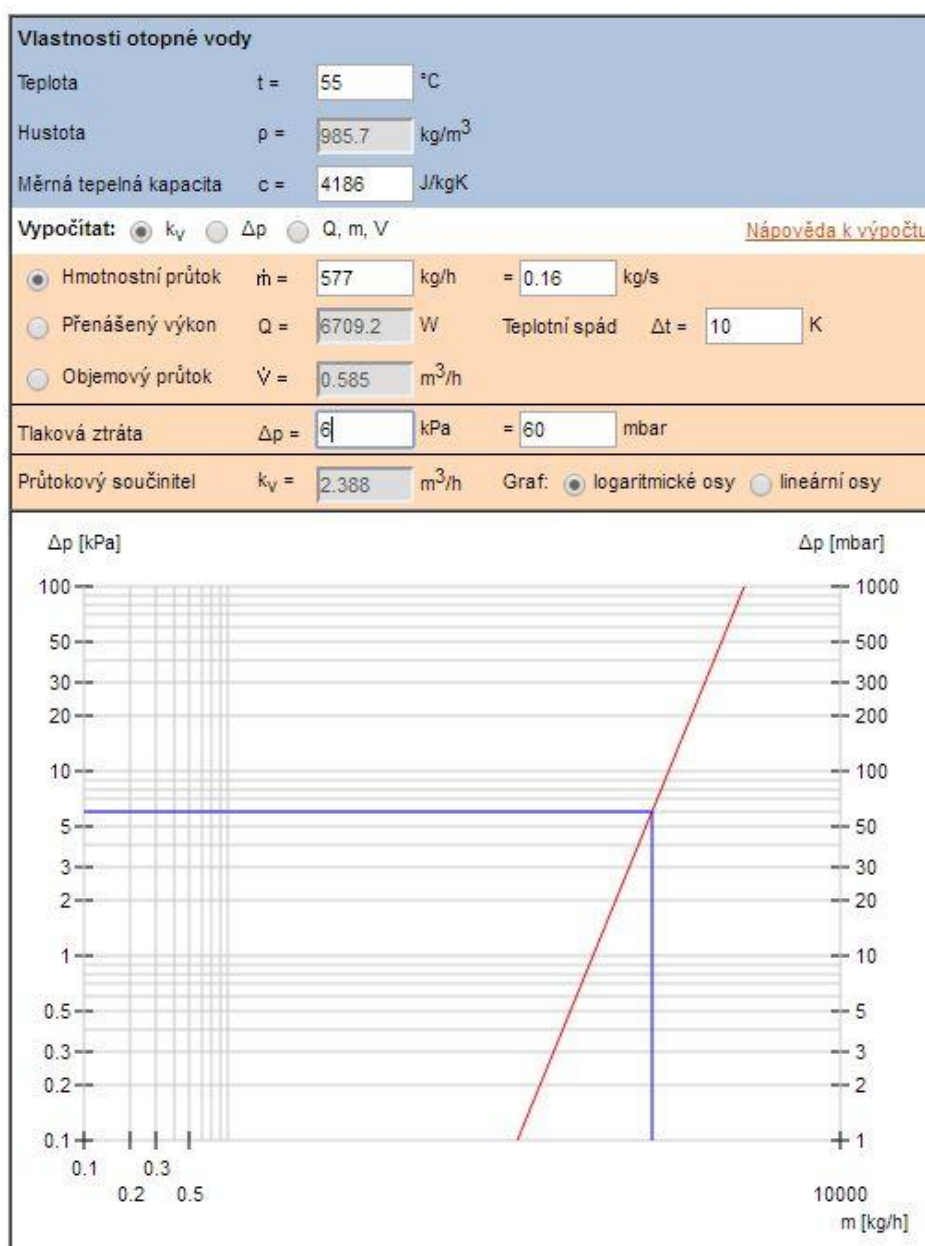 Vlastnosti otopné vody
Teplota t = 55 °C
Hustota ρ = 985.7 kg/m3
Měrná tepelná kapacita c = 4186 J/kgK
Vypočítat: kv Δp Q, m, V Nápověda k výpočtu
Hmotnostní průtok ṁ = 577 kg/h = 0.16 kg/s
Přenášený výkon Q = 6709.2 W Teplotní spád Δt = 10 K
Objemový průtok V̇ = 0.585 m3/h
Tlaková ztráta Δp = 6 kPa = 60 mbar
Průtokový součinitel kv = 2.388 m3/h Graf: logaritmické osy lineární osy
Δp [kPa] Δp [mbar]
100 1000
50 500
30 300
20 200
10 100
5 50
3 30
2 20
1 10
0.5 5
0.3 3
0.2 2
0.1 1
0.1 0.3
0.2 0.5 10000
m [kg/h]